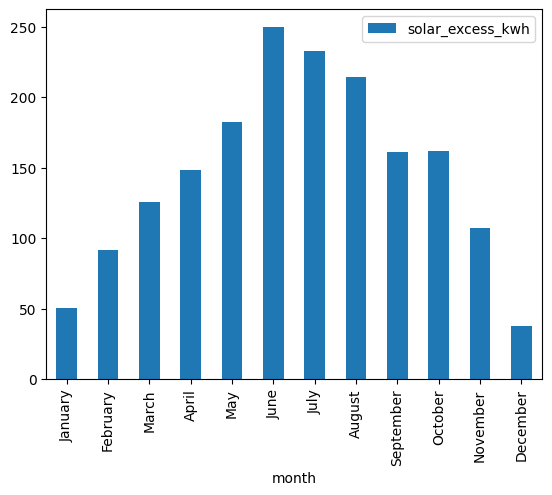 solar_excess_kwh
250
200
150
100
50
0
January
February
March
April
May
June
July
August
September
October
November
December
month